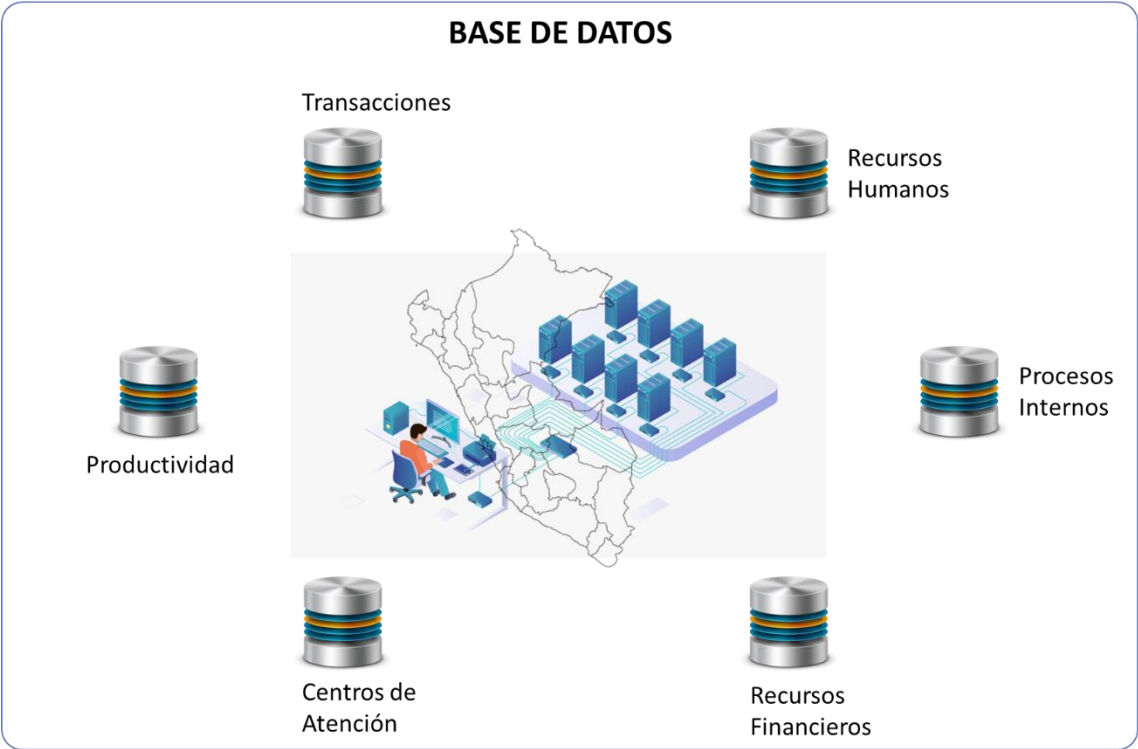 BASE DE DATOS
Transacciones
Recursos
Humanos
Productividad
Procesos
Internos
Centros de
Atención
Recursos
Financieros